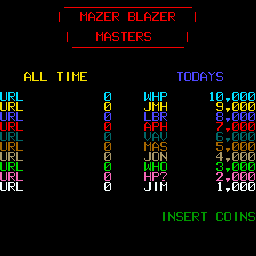 MAZER BLAZER
MASTERS
ALL TIME TODAYS
URL 0 WHP 10,000
URL 0 JMH 9,000
URL 0 LBR 8,000
URL 0 APH 7,000
URL 0 VAV 6,000
URL 0 MAS 5,000
URL 0 JON 4,000
URL 0 WHO 3,000
URL 0 HP? 2,000
URL 0 JIM 1,000
INSERT COINS